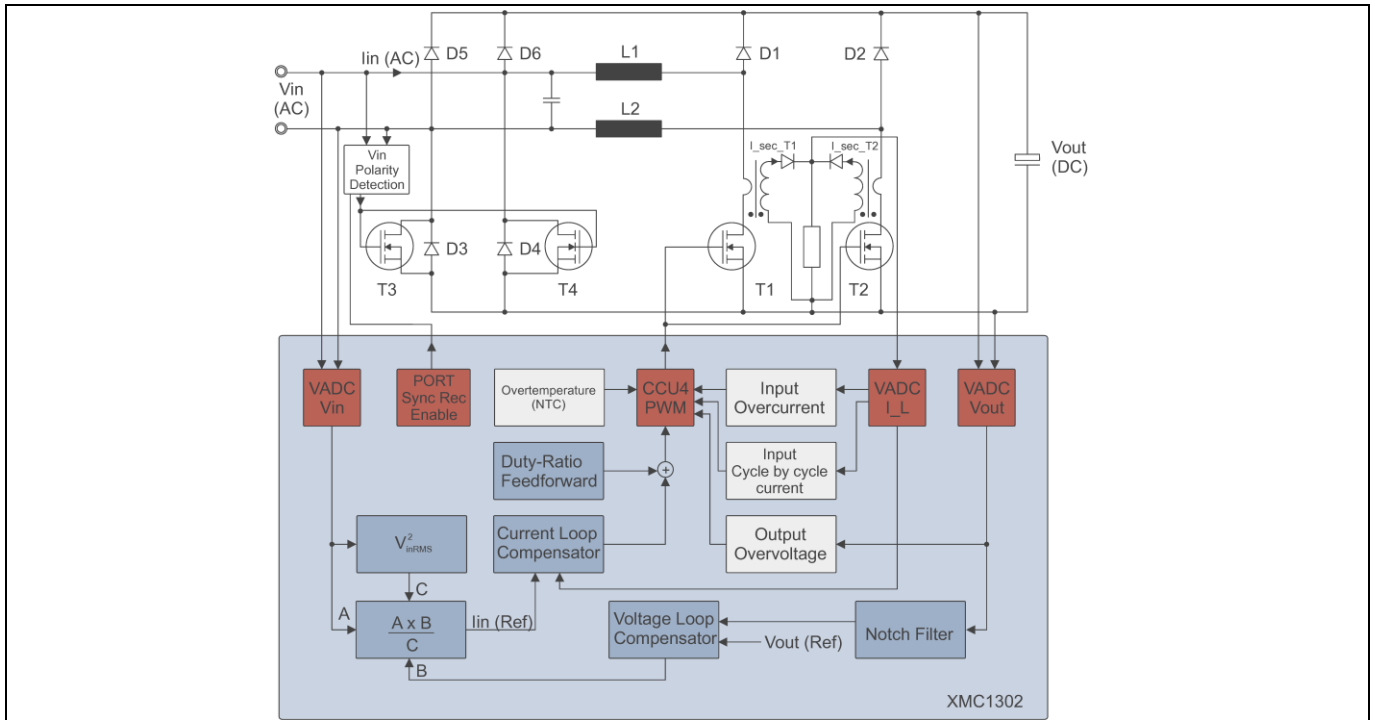 D5
D6
L1
D1
D2
Iin (AC)
Vin
(AC)
L2
I_sec_T1
I_sec_T2
Vout
(DC)
Vin
Polarity
Detection
D3
D4
T3
T4
T1
T2
VADC
Vin
PORT
Sync Rec
Enable
Overtemperature
(NTC)
CCU4
PWM
Input
Overcurrent
VADC
I_L
VADC
Vout
Duty-Ratio
Feedforward
+
Input
Cycle by cycle
current
V²inRMS
Current Loop
Compensator
Output
Overvoltage
C
A
A x B
C
Iin (Ref)
Voltage Loop
Compensator
Vout (Ref)
Notch Filter
B
XMC1302